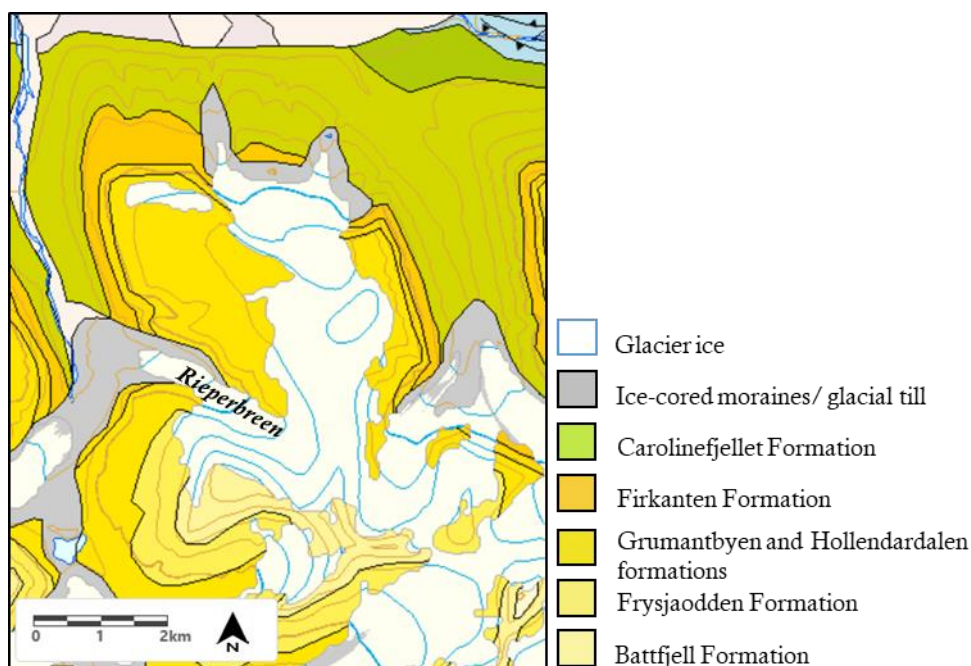 Rieperbreen
0 1 2km
N
Glacier ice
Ice-cored moraines/ glacial till
Carolinefjellet Formation
Firkanten Formation
Grumantbyen and Hollendardalen
formations
Frysjaodden Formation
Battfjell Formation